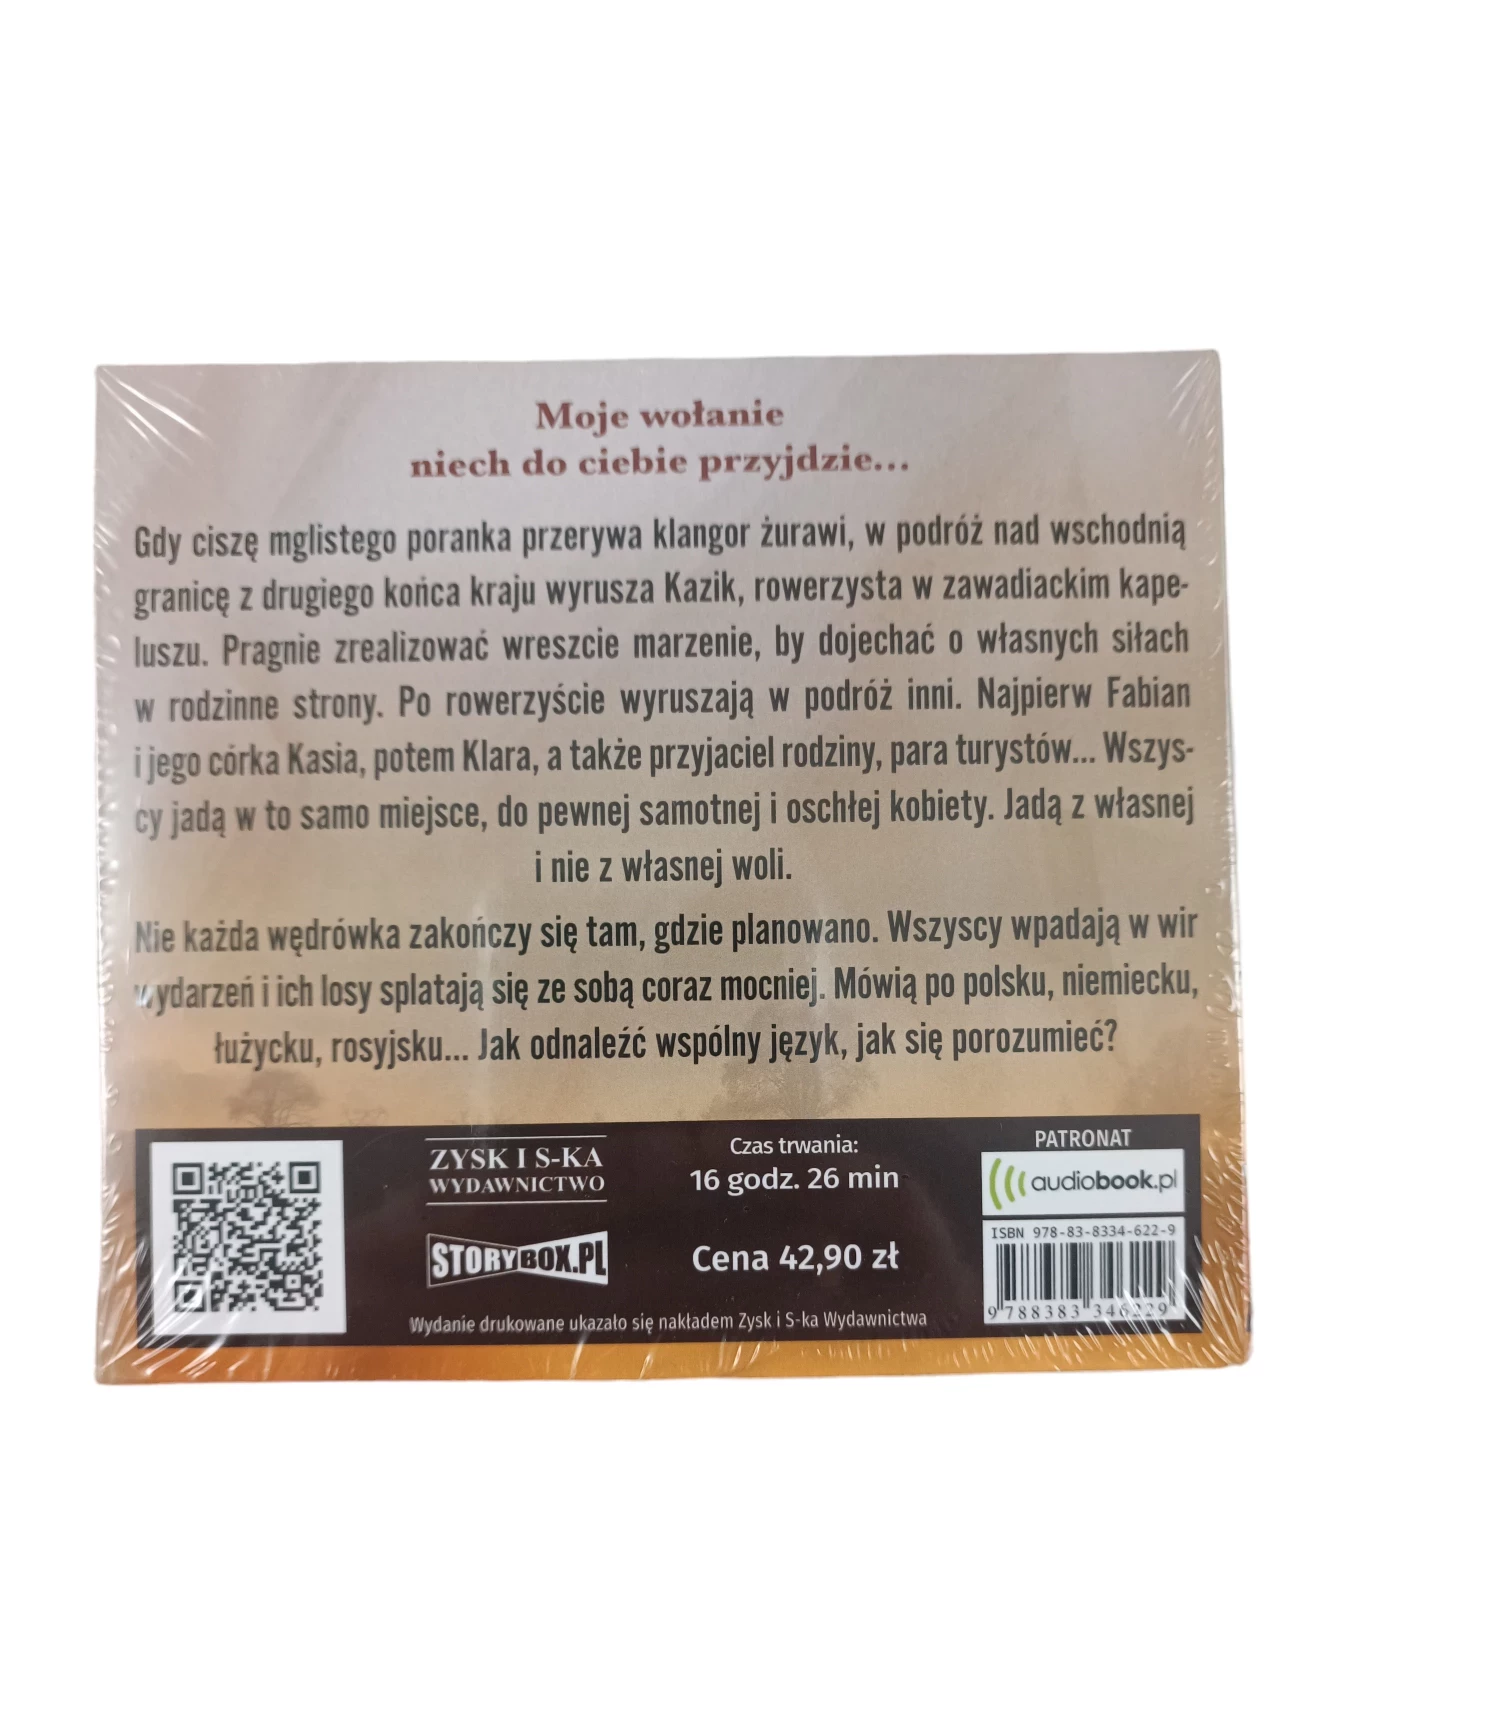 Moje wołanie
niech do ciebie przyjdzie...
Gdy ciszę mglistego poranka przerywa klangor żurawi, w podróż nad wschodnią
granicę z drugiego końca kraju wyrusza Kazik, rowerzysta w zawadiackim kape-
luszu. Pragnie zrealizować wreszcie marzenie, by dojechać o własnych siłach
w rodzinne strony. Po rowerzyście wyruszają w podróż inni. Najpierw Fabian
i jego córka Kasia, potem Klara, a także przyjaciel rodziny, para turystów... Wszys-
cy jadą w to samo miejsce, do pewnej samotnej i oschłej kobiety. Jadą z własnej
i nie z własnej woli.
Nie każda wędrówka zakończy się tam, gdzie planowano. Wszyscy wpadają w wir
wydarzeń i ich losy splatają się ze sobą coraz mocniej. Mówią po polsku, niemiecku,
łużycku, rosyjsku... Jak odnaleźć wspólny język, jak się porozumieć?
ZYSK I S-KA
WYDAWNICTWO
STORYBOX.PL
Czas trwania:
16 godz. 26 min
Cena 42,90 zł
Wydanie drukowane ukazało się nakładem Zysk i S-ka Wydawnictwa
PATRONAT
audiobook.pl
ISBN 978-83-8334-622-9
9 788383 346229